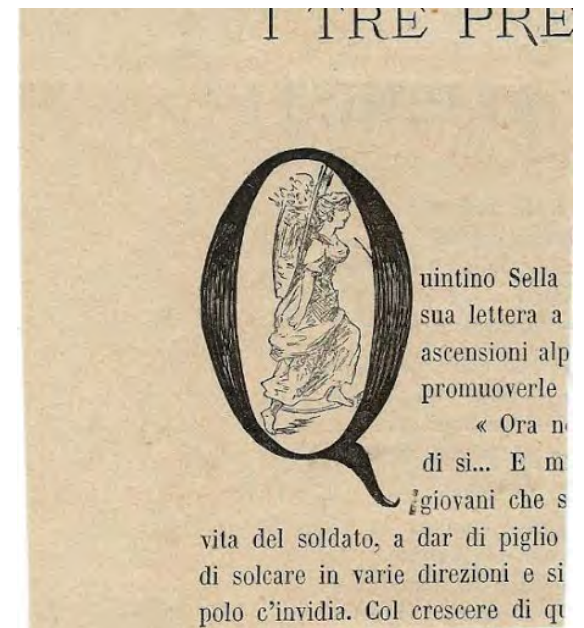 I TRE PRE
Quintino Sella
sua lettera a
ascensioni alp
promuoverle
« Ora n
di sì... E m
giovani che s
vita del soldato, a dar di piglio
di solcare in varie direzioni e si
polo c'invidia. Col crescere di qu